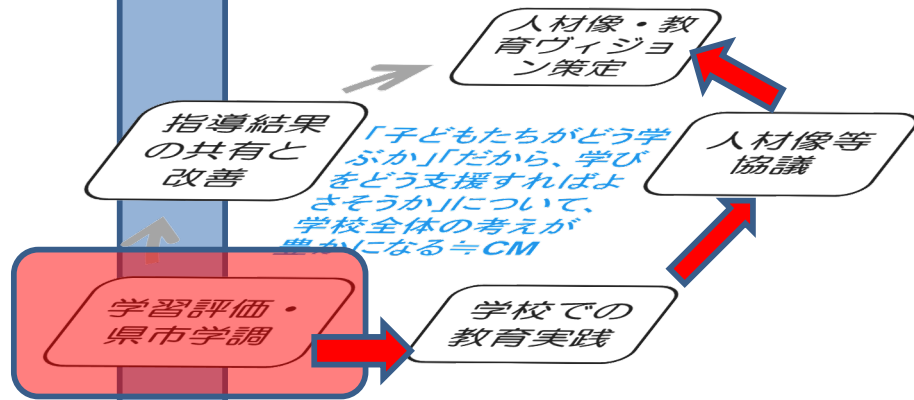 人材像・教
育ヴィジョ
ン策定
指導結果
の共有と
改善
「子どもたちがどう学
ぶか」「だから、学び
をどう支援すればよ
さそうか」について、
学校全体の考えが
豊かになる≒CM
人材像等
協議
学習評価・
県市学調
学校での
教育実践